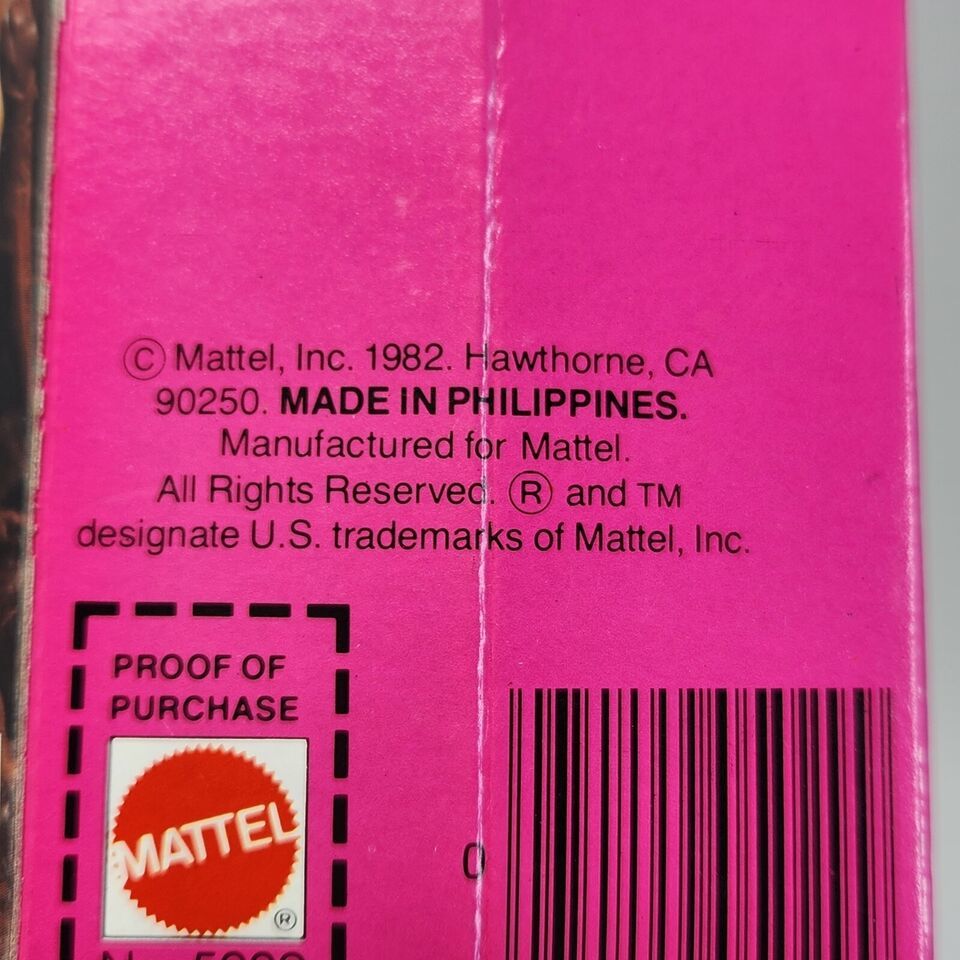 © Mattel, Inc. 1982. Hawthorne, CA
90250. MADE IN PHILIPPINES.
Manufactured for Mattel.
All Rights Reserved. ® and TM
designate U.S. trademarks of Mattel, Inc.
PROOF OF
PURCHASE
MATTEL
®
0